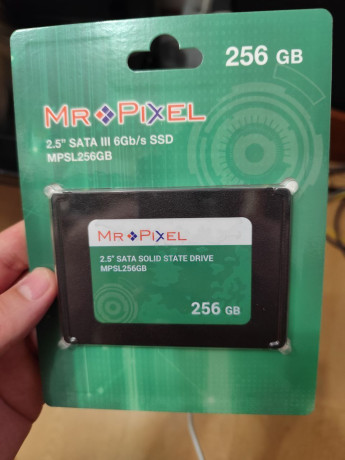 256 GB
MR PIXEL
2.5" SATA III 6Gb/s SSD
MPSL256GB
MR PIXEL
2.5" SATA SOLID STATE DRIVE
MPSL256GB
256 GB